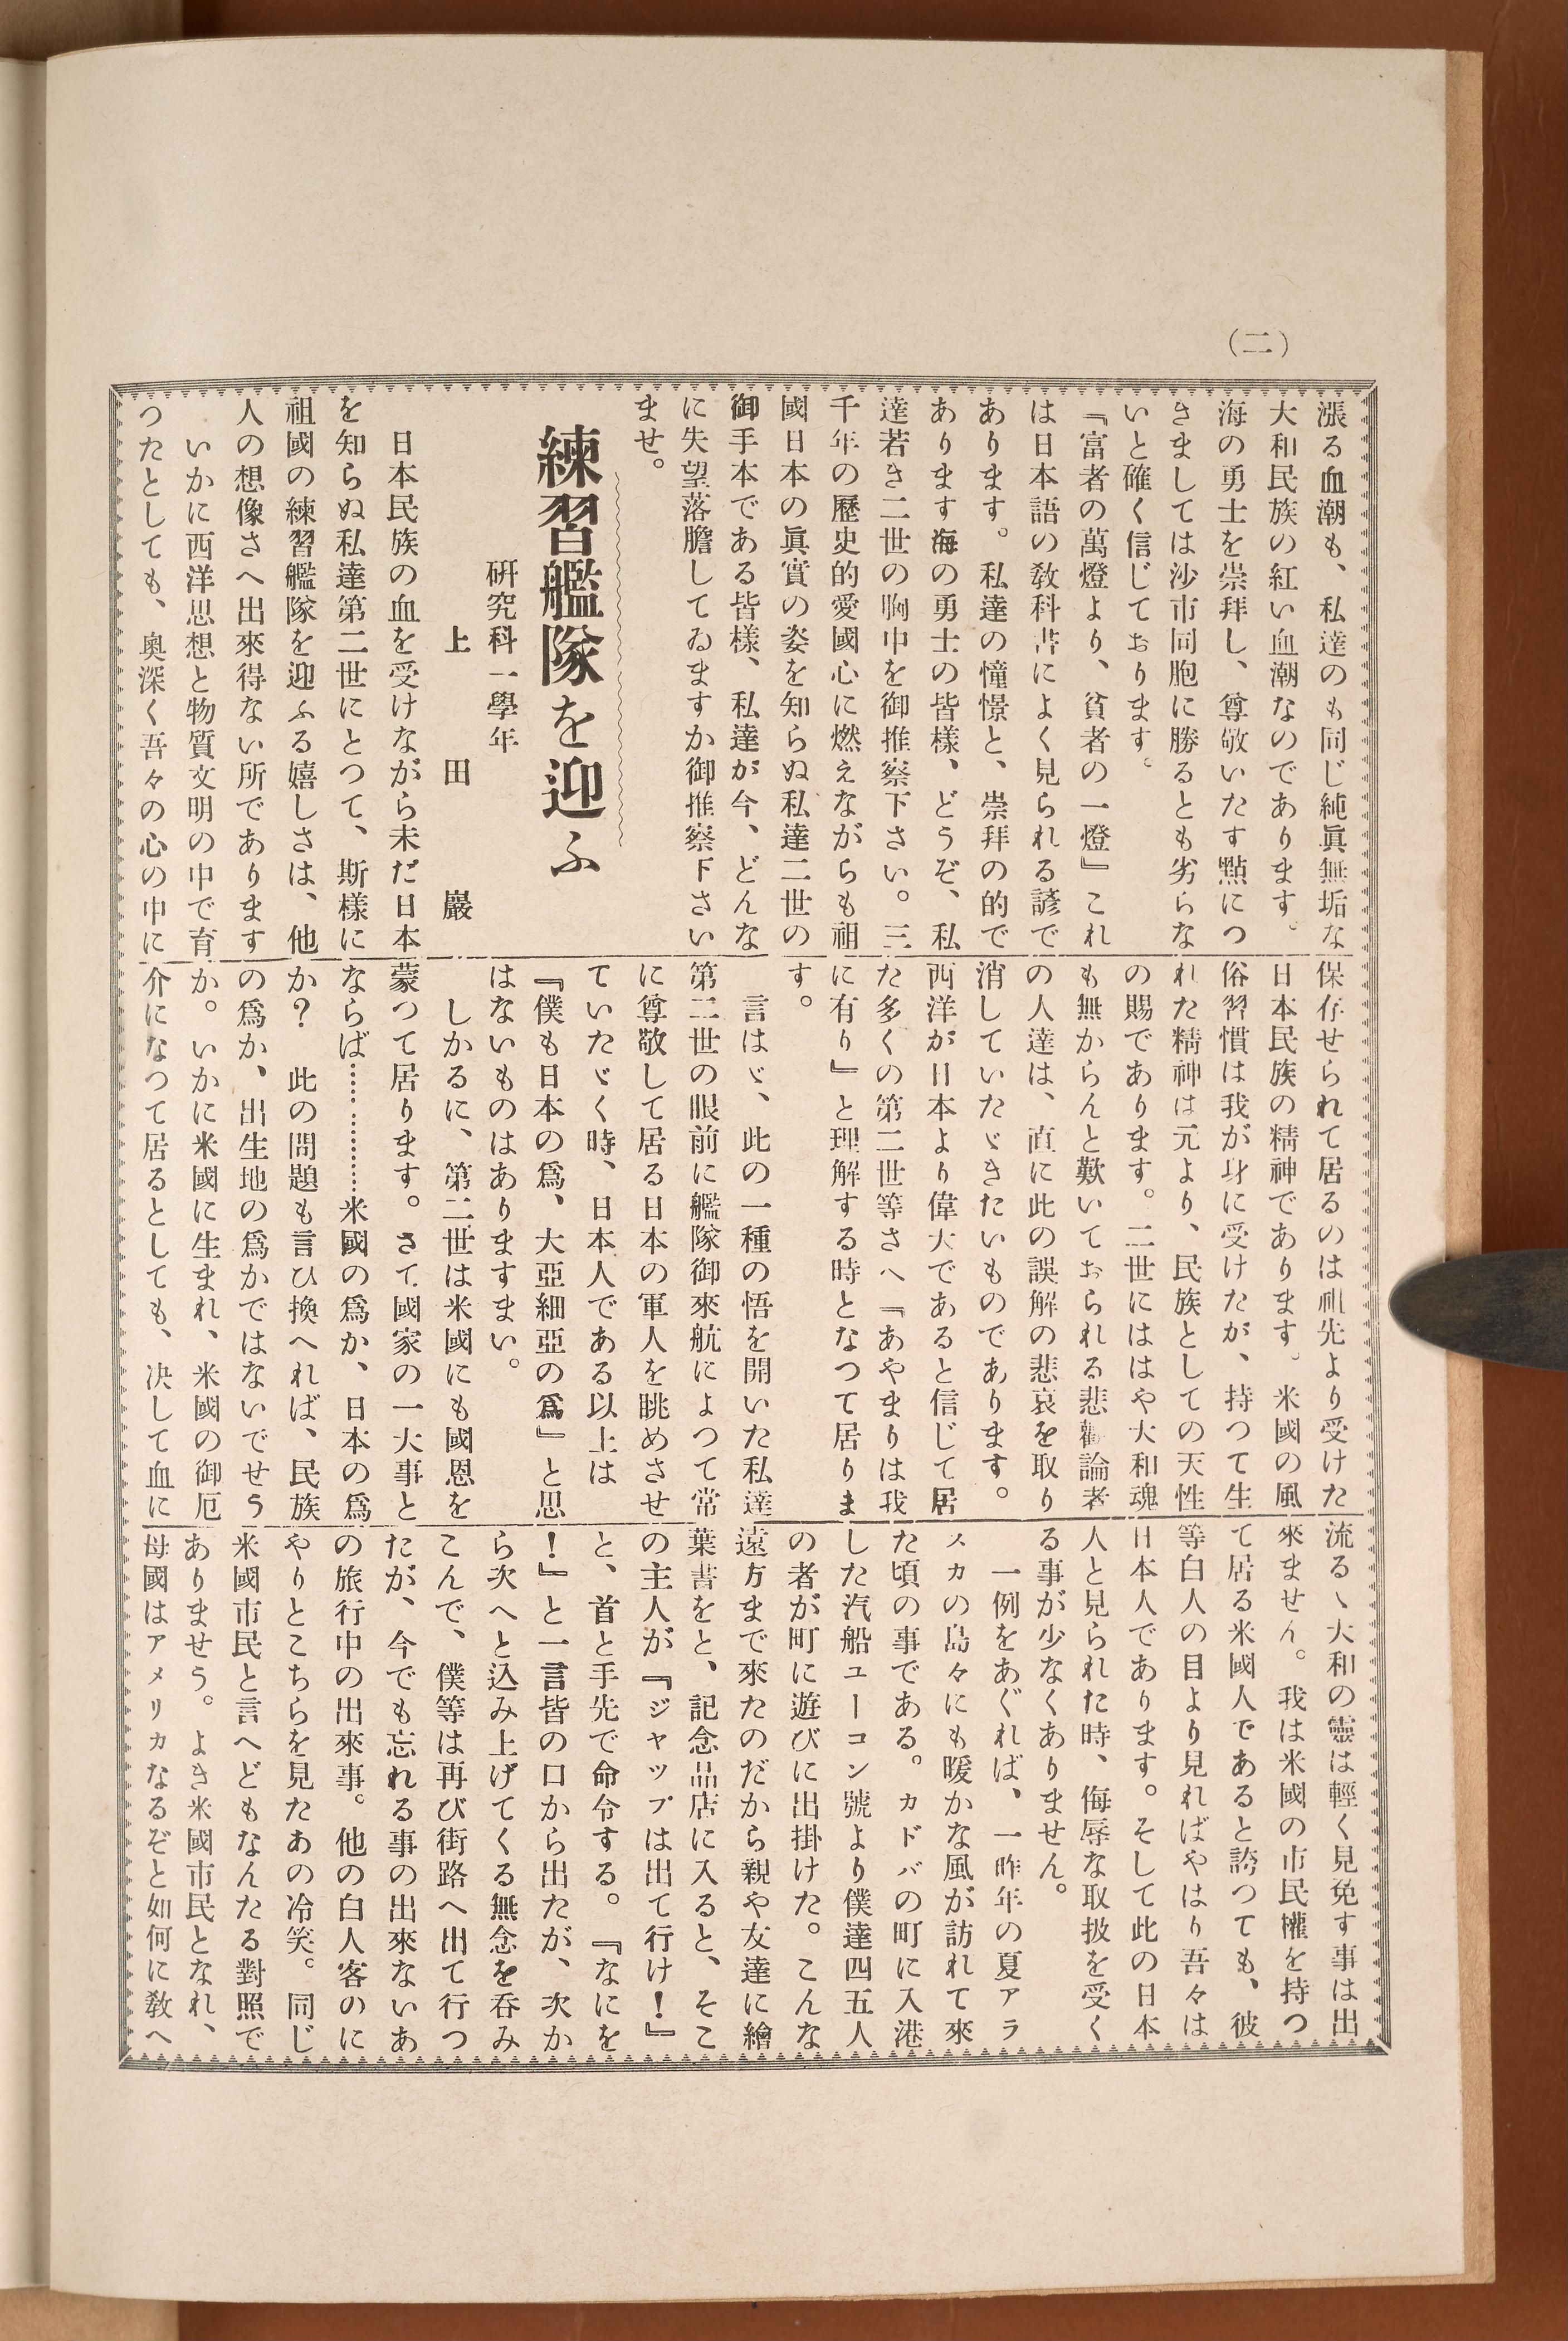 (二)
漲る血潮も、私達のも同じ純眞無垢な
大和民族の紅い血潮なのであります。
海の勇士を崇拜し、尊敬いたす點につ
きましては沙市同胞に勝るとも劣らな
いと確く信じております。
『富者の萬燈より、貧者の一燈』これ
は日本語の敎科書によく見られる諺で
あります。私達の憧憬と、崇拜の的で
あります海の勇士の皆樣、どうぞ、私
達若き二世の胸中を御推察下さい。三
千年の歷史的愛國心に燃えながらも祖
國日本の眞實の姿を知らぬ私達二世の
御手本である皆樣、私達が今、どんな
に失望落膽してゐますか御推察下さい
ませ。
練習艦隊を迎ふ
硏究科一學年
上田巖
日本民族の血を受けながら未だ日本
を知らぬ私達第二世にとつて、斯樣に
祖國の練習艦隊を迎ふる嬉しさは、他
人の想像さへ出來得ない所であります
いかに西洋思想と物質文明の中で育
つたとしても、奧深く吾々の心の中に
保存せられて居るのは祖先より受けた
日本民族の精神であります。米國の風
俗習慣は我が身に受けたが、持つて生
れた精神は元より、民族としての天性
の賜であります。二世にははや大和魂
も無からんと歎いておられる悲觀論者
の人達は、直に此の誤解の悲哀を取り
消していたゞきたいものであります。
西洋が日本より偉大であると信じて居
た多くの第二世等さへ『あやまりは我
に有り』と理解する時となつて居りま
す。
言はゞ、此の一種の悟を開いた私達
第二世の眼前に艦隊御來航によつて常
に尊敬して居る日本の軍人を眺めさせ
ていたゞく時、日本人である以上は
『僕も日本の爲、大亞細亞の爲』と思
はないものはありますまい。
しかるに、第二世は米國にも國恩を
蒙つて居ります。さて國家の一大事と
ならば…………米國の爲か、日本の爲
か?此の問題も言ひ換へれば、民族
の爲か、出生地の爲かではないでせう
か。いかに米國に生まれ、米國の御厄
介になつて居るとしても、決して血に
流るゝ大和の靈は輕く見免す事は出
來ません。我は米國の市民權を持つ
て居る米國人であると誇つても、彼
等白人の目より見ればやはり吾々は
日本人であります。そして此の日本
人と見られた時、侮辱な取扱を受く
る事が少なくありません。
一例をあぐれば、一昨年の夏アラ
スカの島々にも暖かな風が訪れて來
た頃の事である。カドバの町に入港
した汽船ユーコン號より僕達四五人
の者が町に遊びに出掛けた。こんな
遠方まで來たのだから親や友達に繪
葉書をと、記念品店に入ると、そこ
の主人が『ジャップは出て行け!』
と、首と手先で命令する。『なにを
!』と一言皆の口から出たが、次か
ら次へと込み上げてくる無念を呑み
こんで、僕等は再び街路へ出て行つ
たが、今でも忘れる事の出來ないあ
の旅行中の出來事。他の白人客のに
やりとこちらを見たあの冷笑。同じ
米國市民と言へどもなんたる對照で
ありませう。よき米國市民となれ、
母國はアメリカなるぞと如何に敎へ